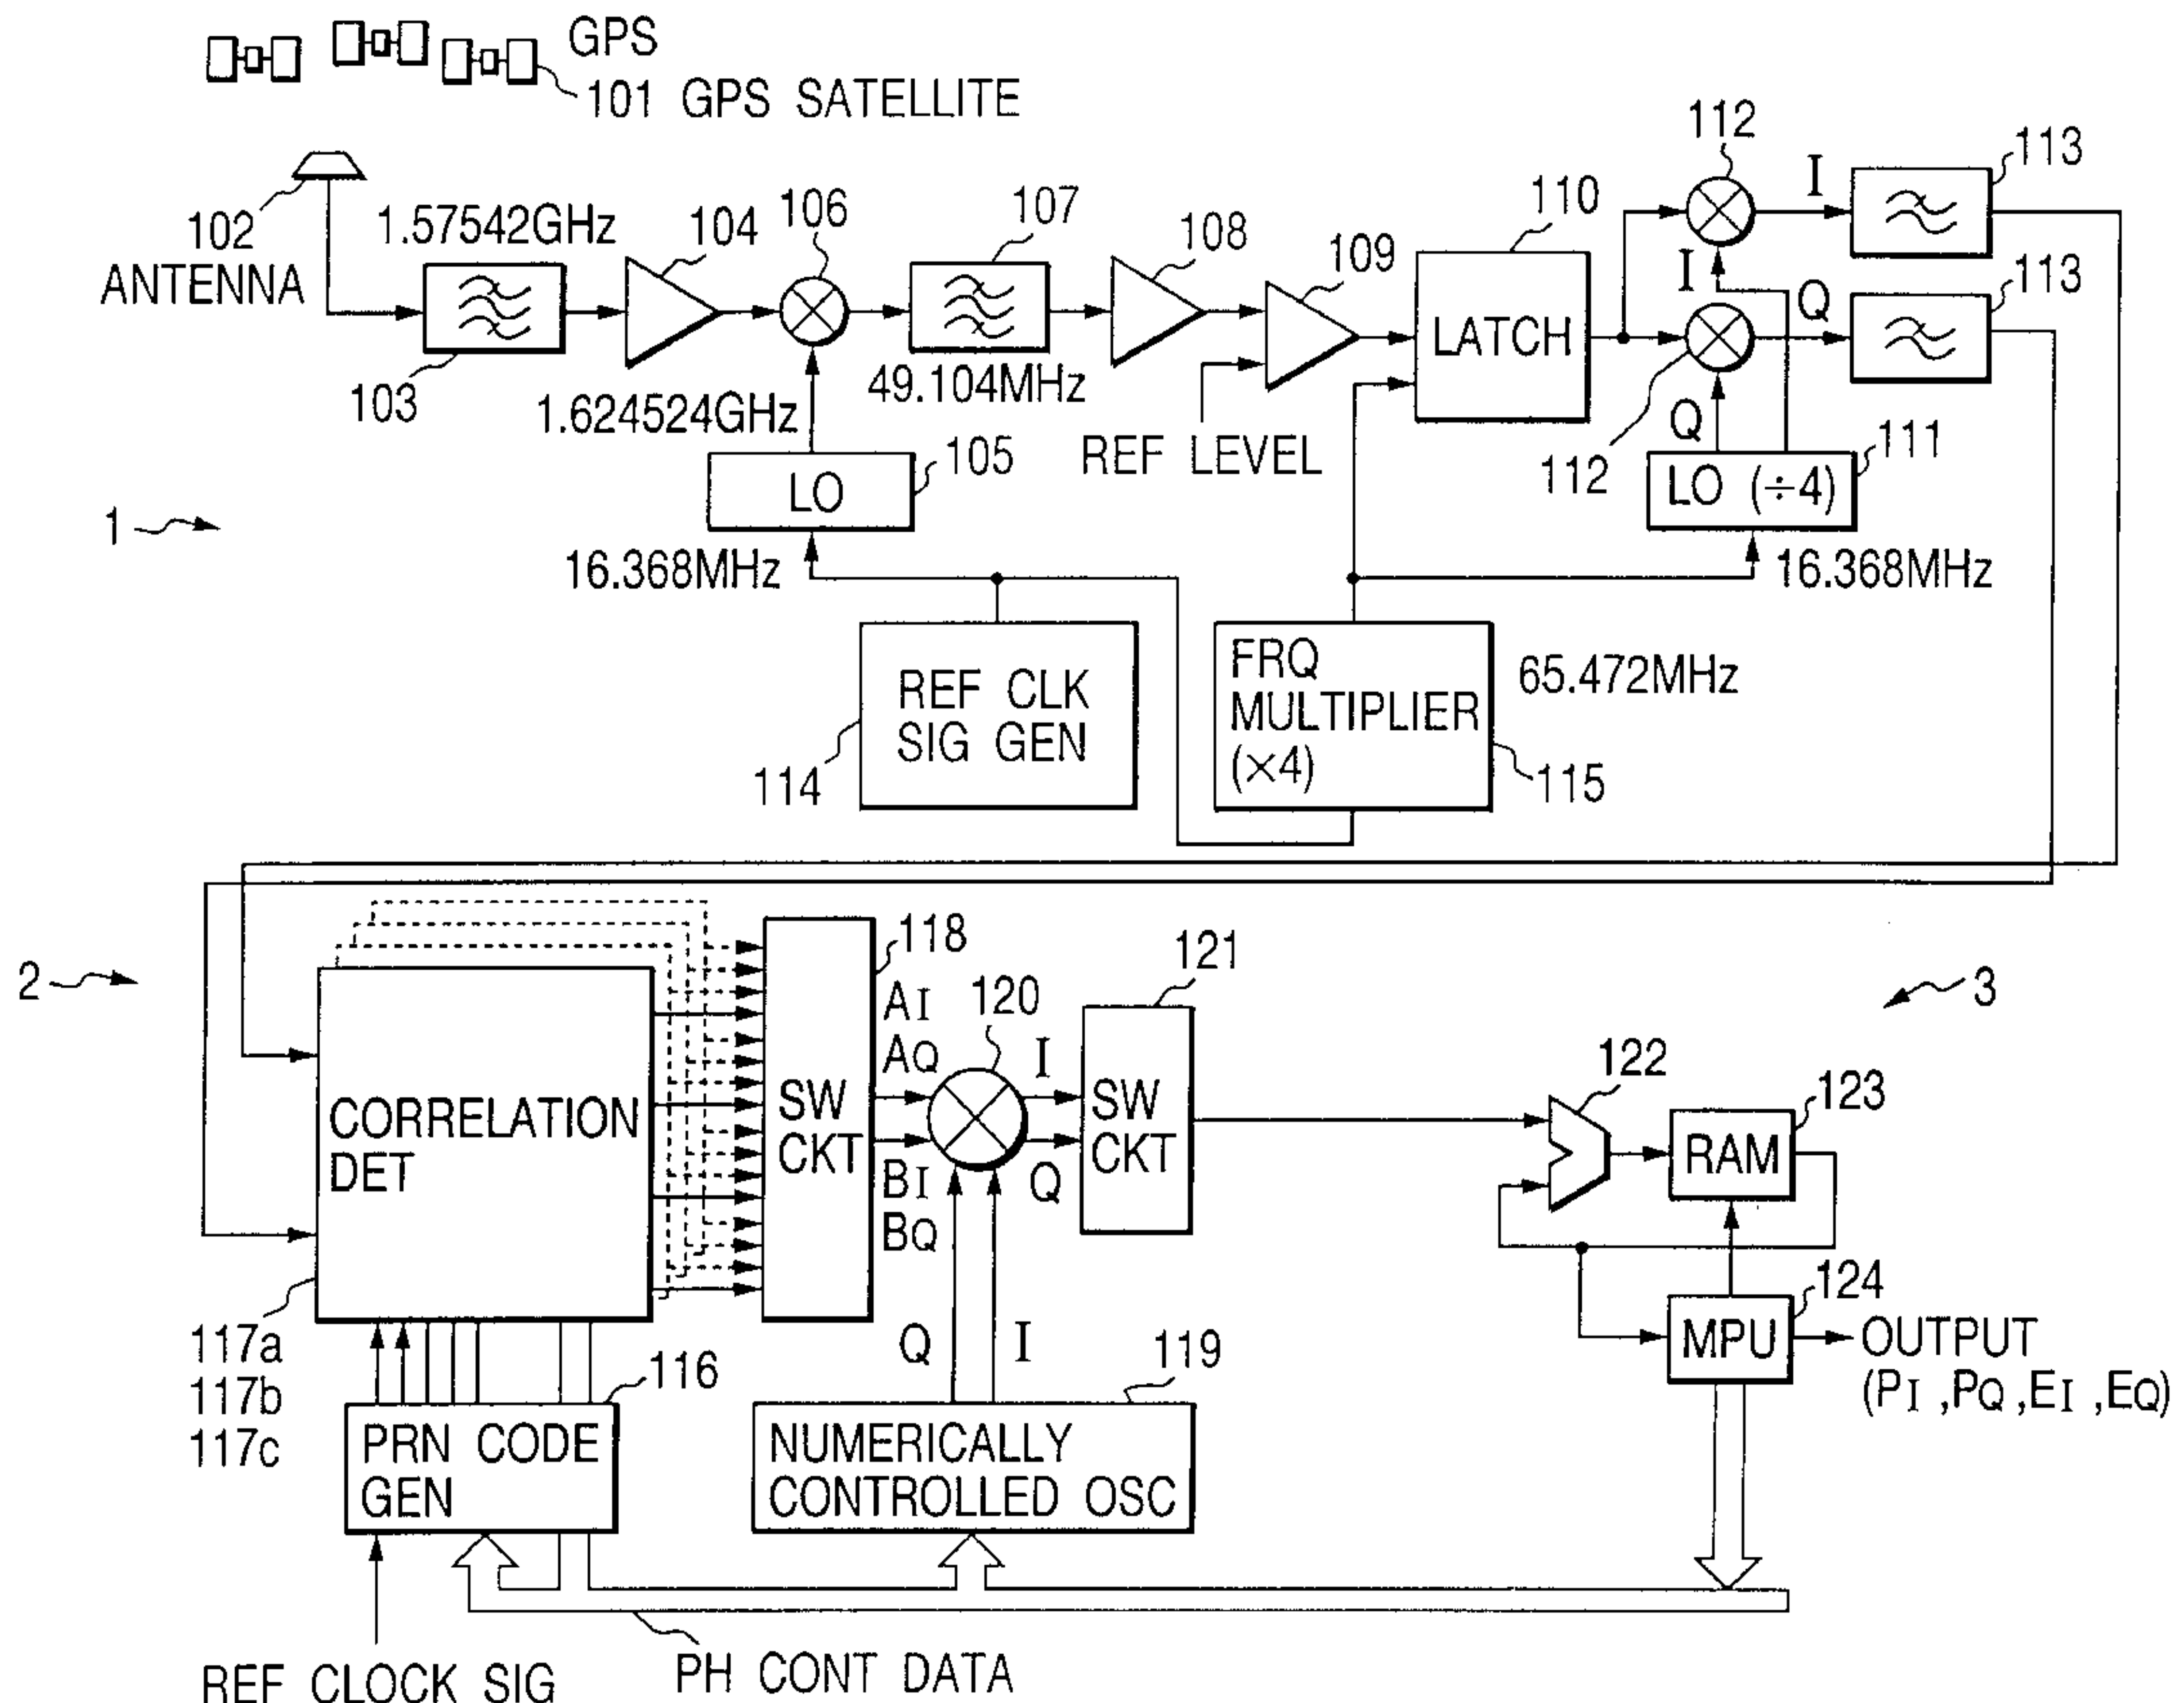 GPS
101 GPS SATELLITE
102
ANTENNA
1.57542GHz
103
104
106
1.624524GHz
105
LO
16.368MHz
107
49.104MHz
108
109
REF LEVEL
110
LATCH
112
I
113
I
Q
113
Q
112
111
LO (÷4)
16.368MHz
1
REF CLK
SIG GEN
114
FRQ
MULTIPLIER
(×4)
65.472MHz
115
2
CORRELATION
DET
117a
117b
117c
116
PRN CODE
GEN
REF CLOCK SIG
118
SW
CKT
AI
AQ
BI
BQ
120
I
Q
121
SW
CKT
Q
I
119
NUMERICALLY
CONTROLLED OSC
PH CONT DATA
3
122
123
RAM
124
MPU
OUTPUT
(PI ,PQ ,EI ,EQ)